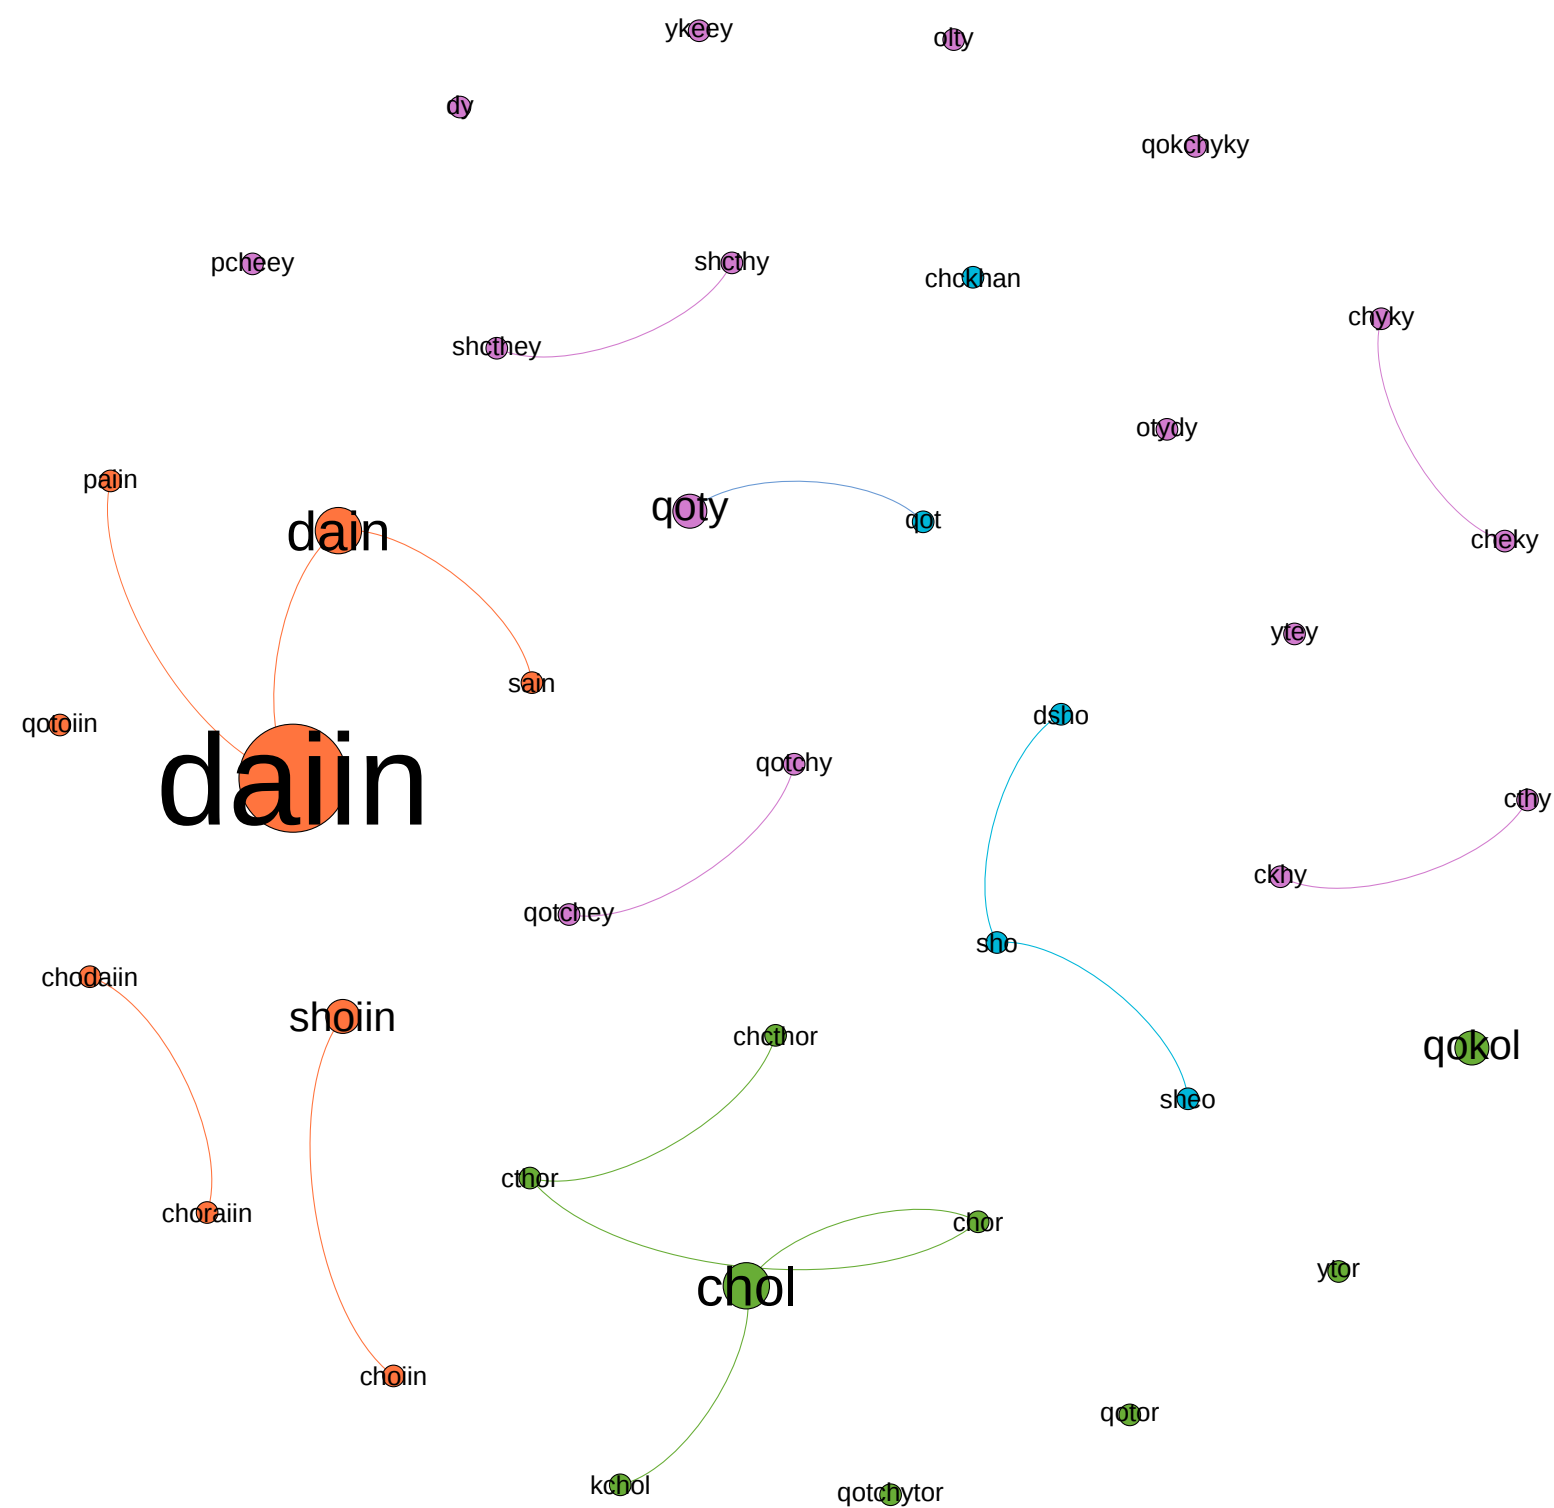 ykeey
olty
dy
qokchyky
pcheey
shcthy
chckhan
chyky
shcthey
otydy
paiin
dain
qoty
qot
cheky
ytey
sain
qotoiin
dsho
daiin
qotchy
cthy
ckhy
qotchey
sho
chodaiin
shoiin
chcthor
qokol
sheo
cthor
choraiin
chor
chol
ytor
choiin
qotor
kchol
qotchytor